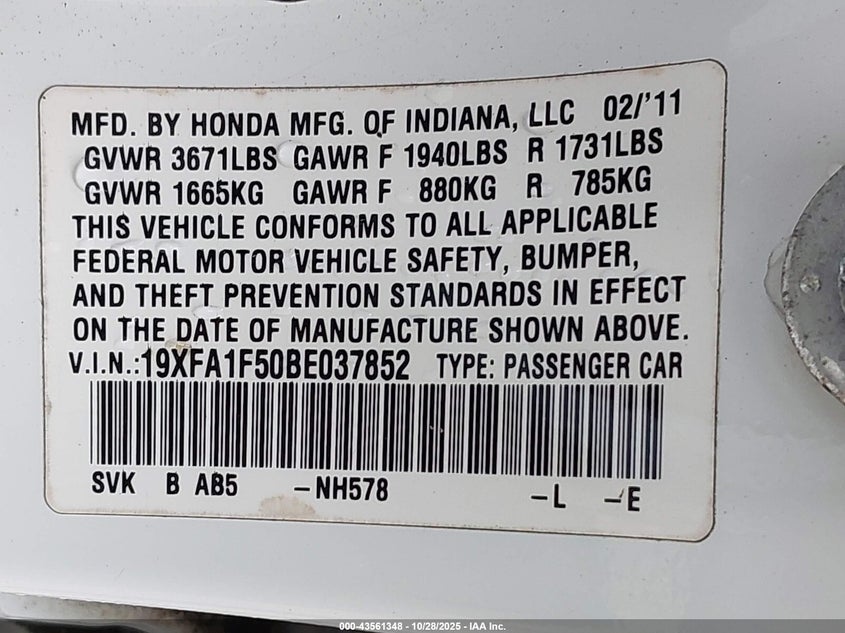 MFD. BY HONDA MFG. OF INDIANA, LLC 02/'11
GVWR 3671LBS GAWR F 1940LBS R 1731LBS
GVWR 1665KG GAWR F 880KG R 785KG
THIS VEHICLE CONFORMS TO ALL APPLICABLE
FEDERAL MOTOR VEHICLE SAFETY, BUMPER,
AND THEFT PREVENTION STANDARDS IN EFFECT
ON THE DATE OF MANUFACTURE SHOWN ABOVE.
V.I.N.:19XFA1F50BE037852 TYPE: PASSENGER CAR
SVK B AB5 -NH578 -L -E
000-43561348 - 10/28/2025 - IAA Inc.